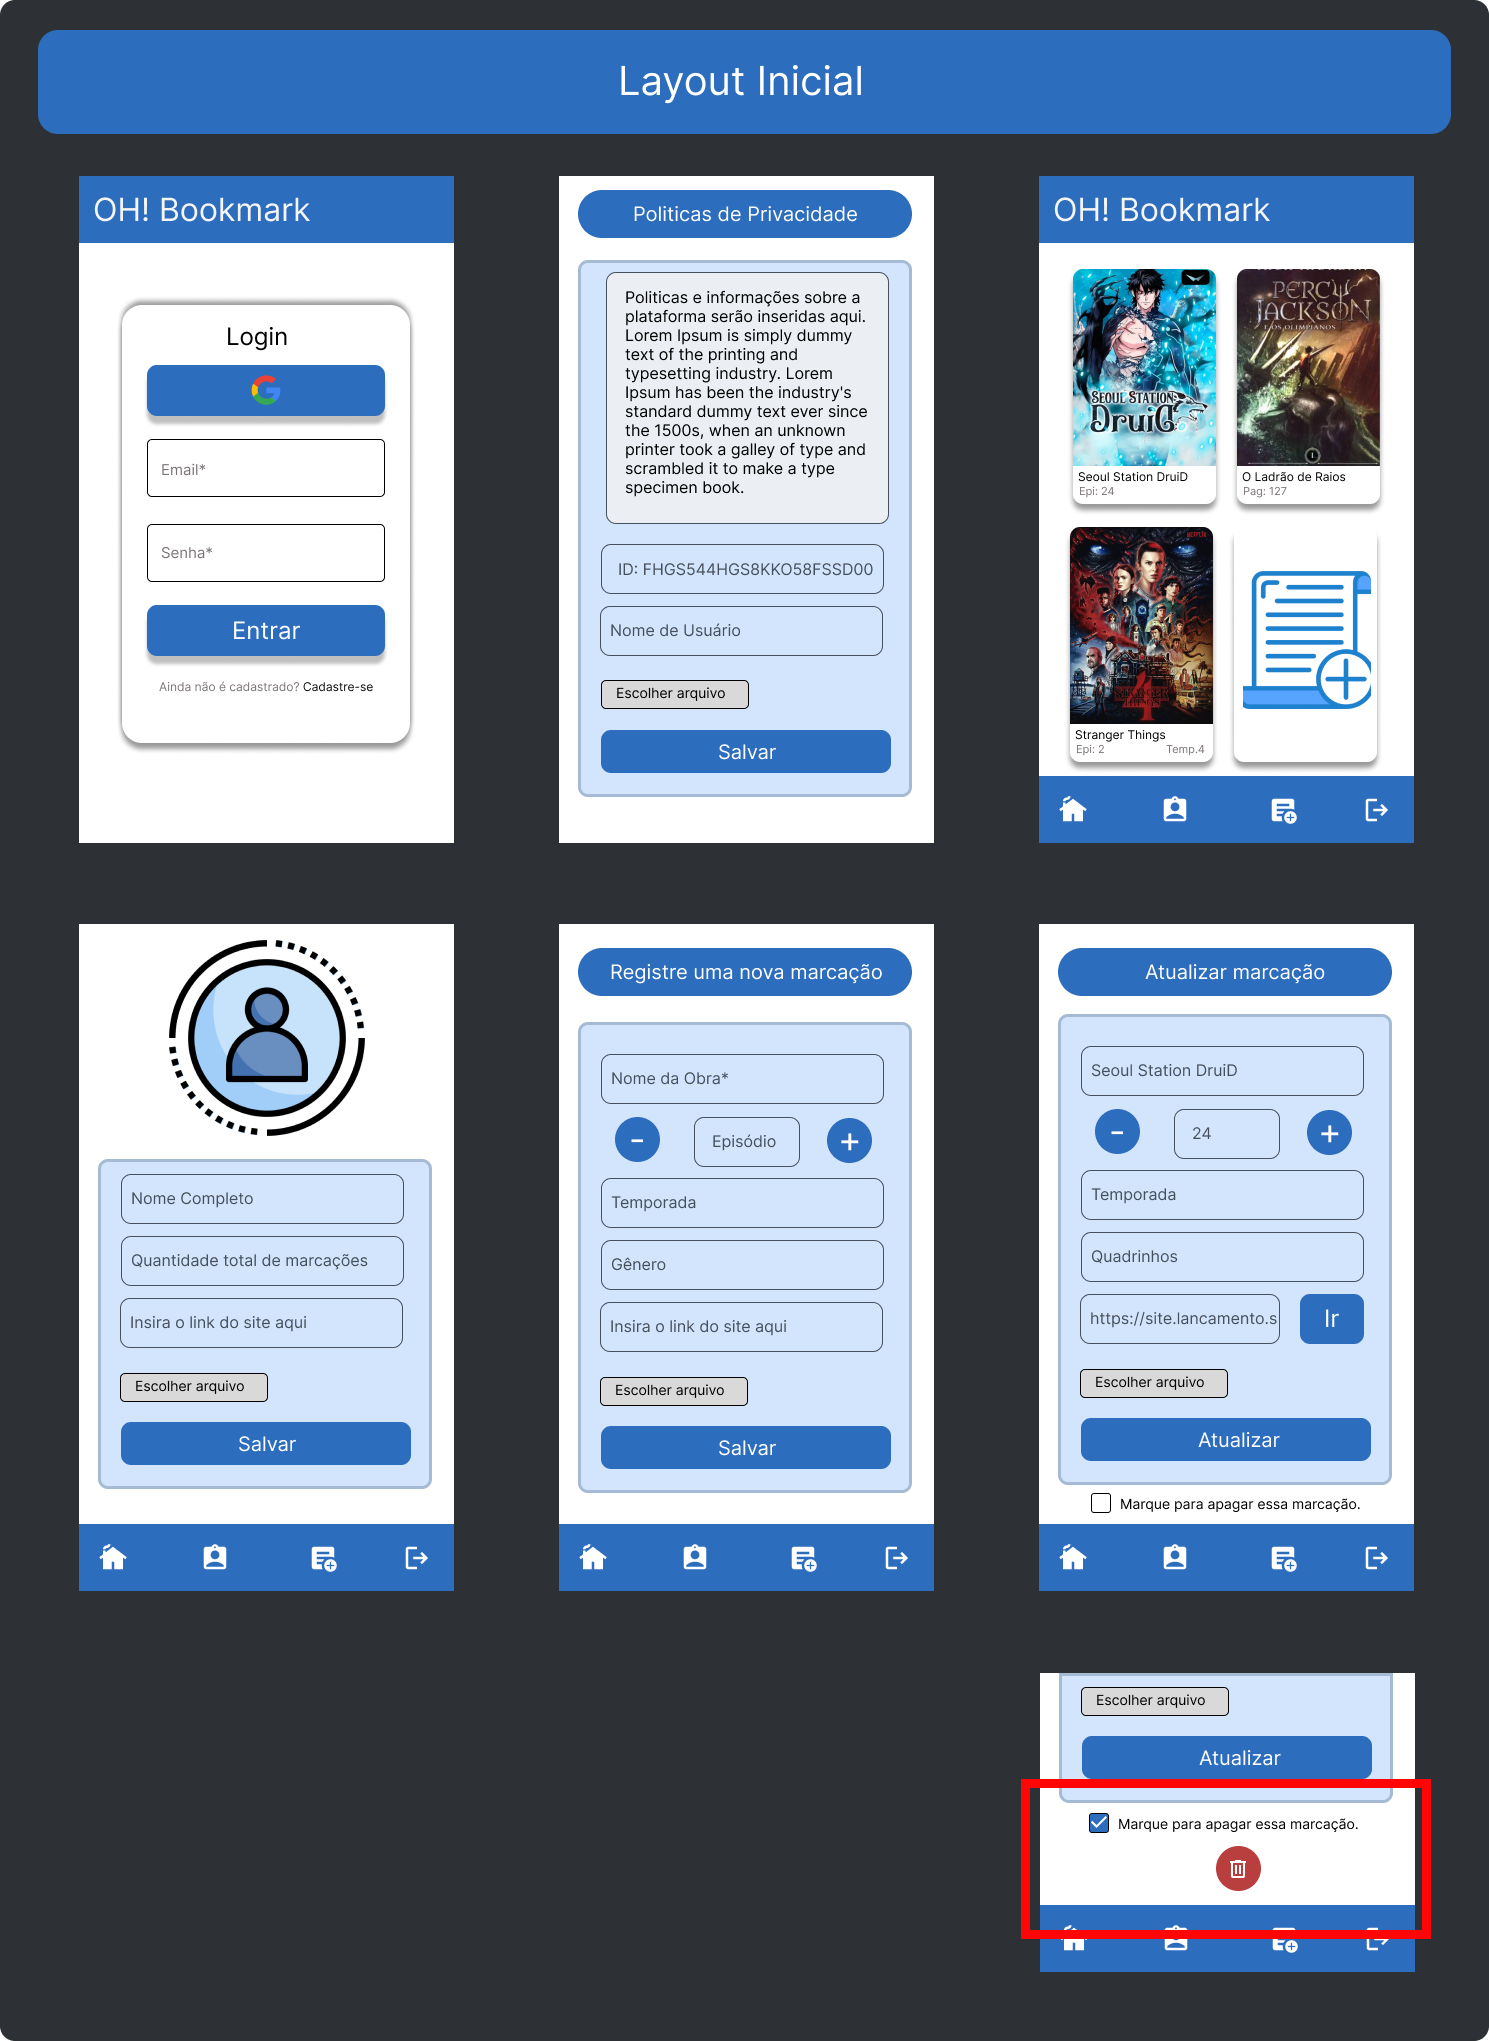 Layout Inicial
OH! Bookmark
Login
Email*
Senha*
Entrar
Ainda não é cadastrado? Cadastre-se
Politicas de Privacidade
Politicas e informações sobre a
plataforma serão inseridas aqui.
Lorem Ipsum is simply dummy
text of the printing and
typesetting industry. Lorem
Ipsum has been the industry's
standard dummy text ever since
the 1500s, when an unknown
printer took a galley of type and
scrambled it to make a type
specimen book.
ID: FHGS544HGS8KKO58FSSD00
Nome de Usuário
Escolher arquivo
Salvar
OH! Bookmark
SEOUL STATION
DruiD
Seoul Station DruiD
Epi: 24
PERCY
JACKSON
E OS OLIMPIANOS
O Ladrão de Raios
Pag: 127
NETFLIX
STRANGER
THINGS
4
Stranger Things
Epi: 2 Temp.4
Nome Completo
Quantidade total de marcações
Insira o link do site aqui
Escolher arquivo
Salvar
Registre uma nova marcação
Nome da Obra*
- Episódio +
Temporada
Gênero
Insira o link do site aqui
Escolher arquivo
Salvar
Atualizar marcação
Seoul Station DruiD
- 24 +
Temporada
Quadrinhos
https://site.lancamento.s Ir
Escolher arquivo
Atualizar
Marque para apagar essa marcação.
Escolher arquivo
Atualizar
Marque para apagar essa marcação.